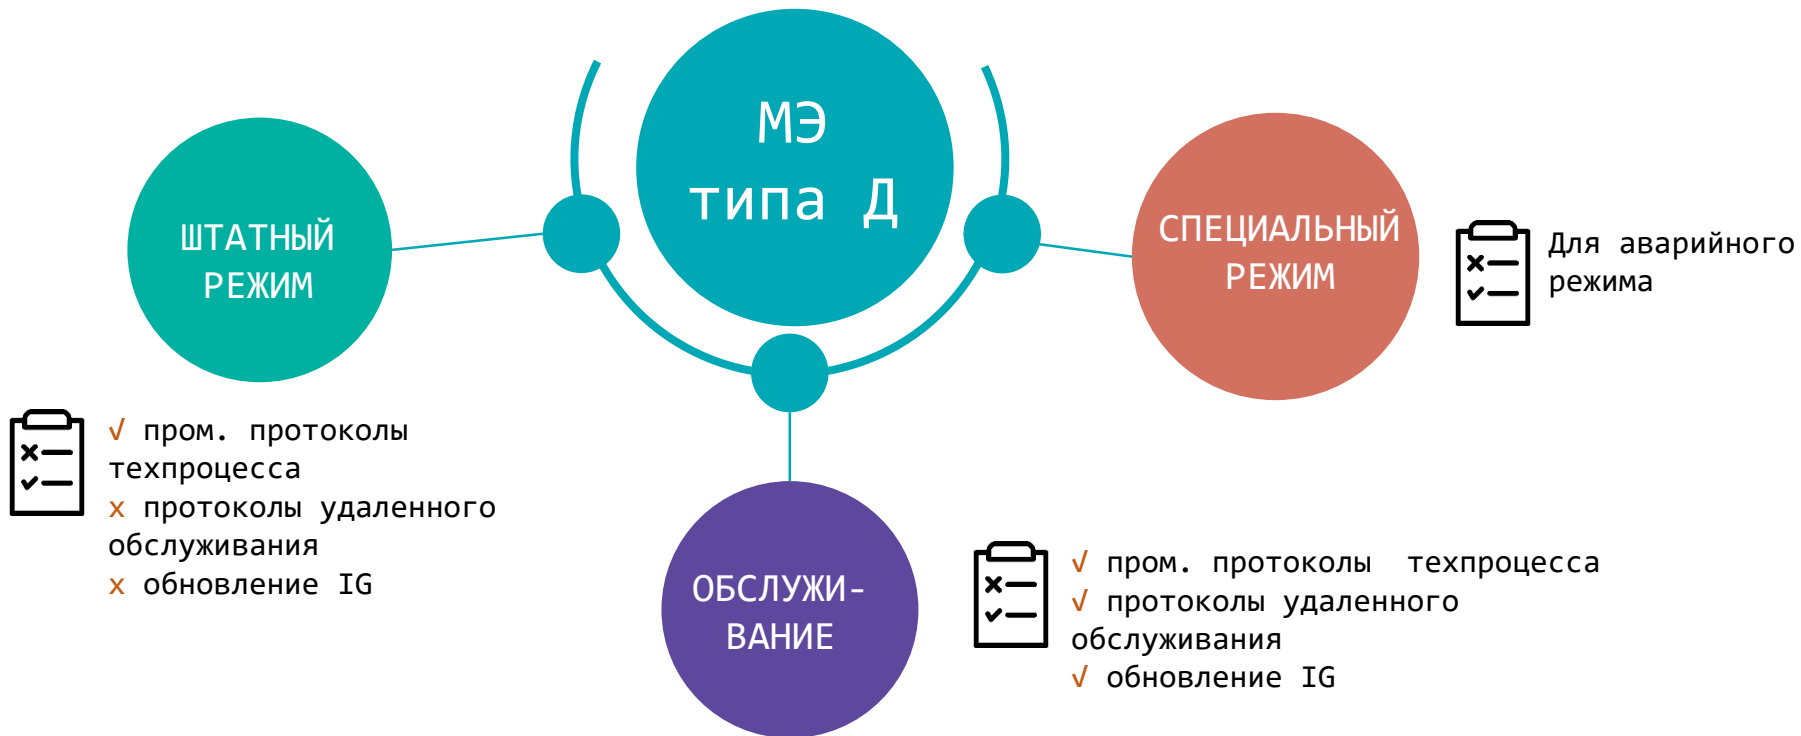 МЭ
типа Д
ШТАТНЫЙ
РЕЖИМ
СПЕЦИАЛЬНЫЙ
РЕЖИМ
Для аварийного
режима
√ пром. протоколы
техпроцесса
x протоколы удаленного
обслуживания
x обновление IG
ОБСЛУЖИ-
ВАНИЕ
√ пром. протоколы  техпроцесса
√ протоколы удаленного
обслуживания
√ обновление IG